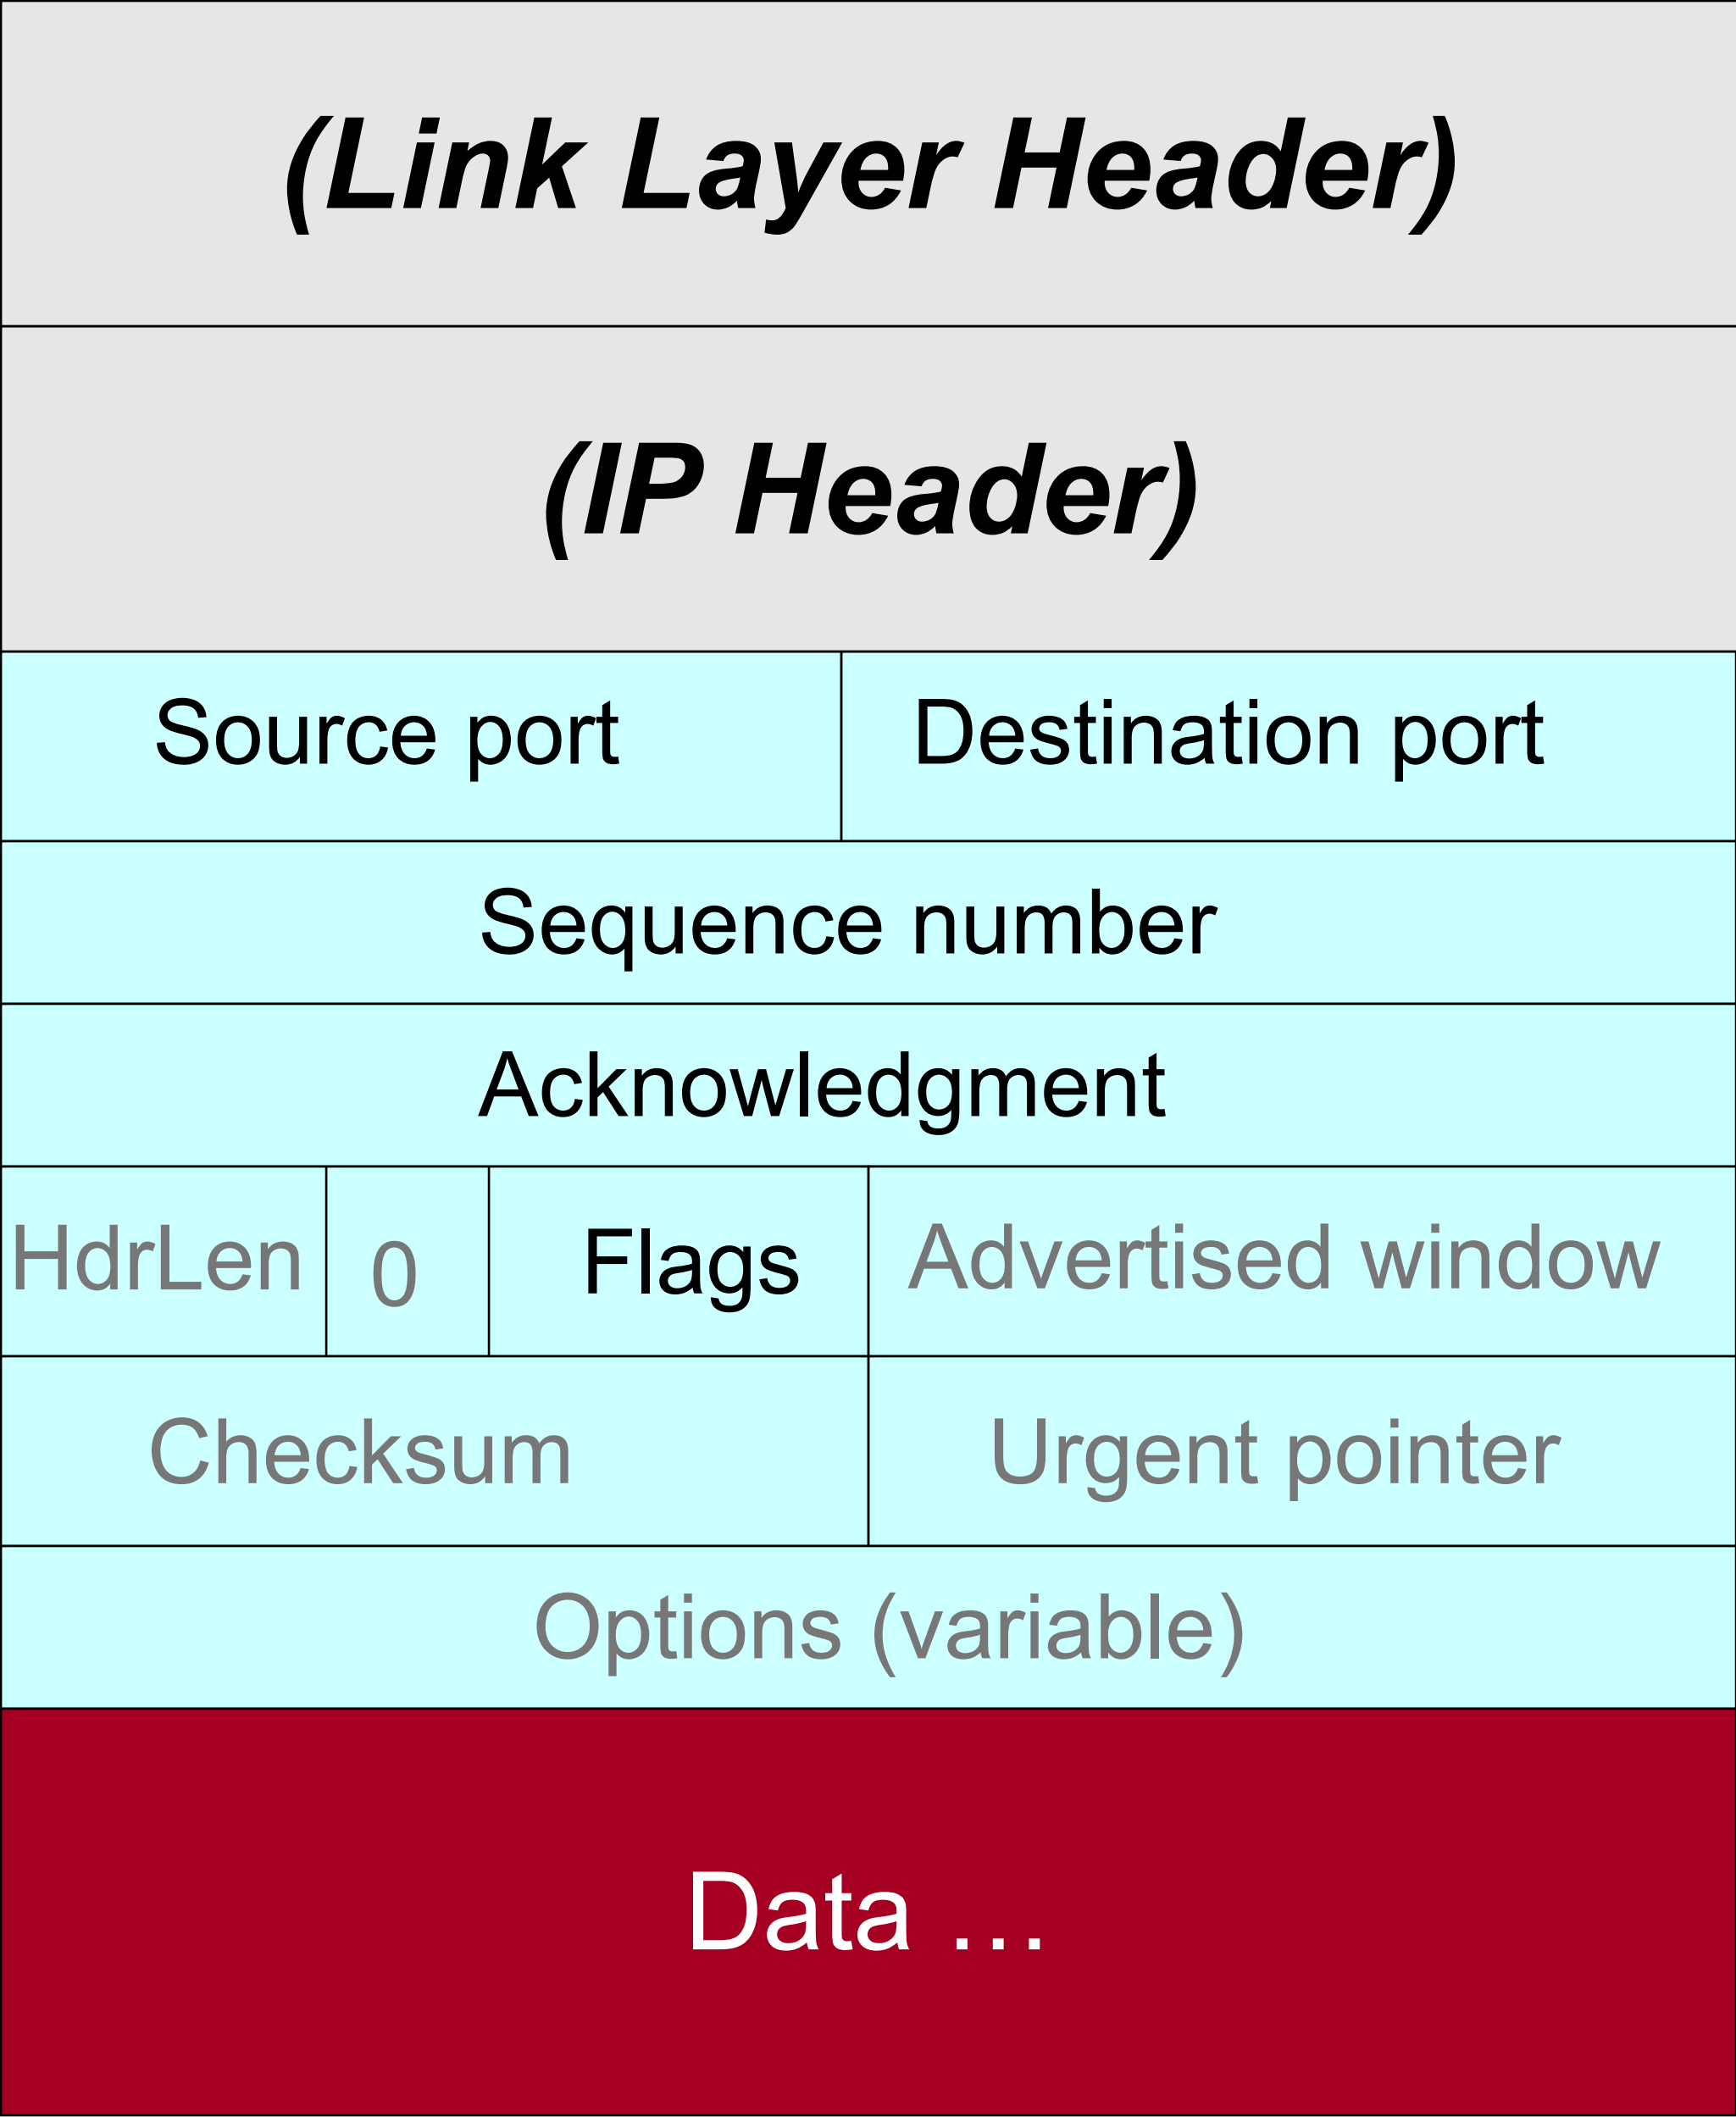 (Link Layer Header)
(IP Header)
Source port Destination port
Sequence number
Acknowledgment
HdrLen 0 Flags Advertised window
Checksum Urgent pointer
Options (variable)
Data ....